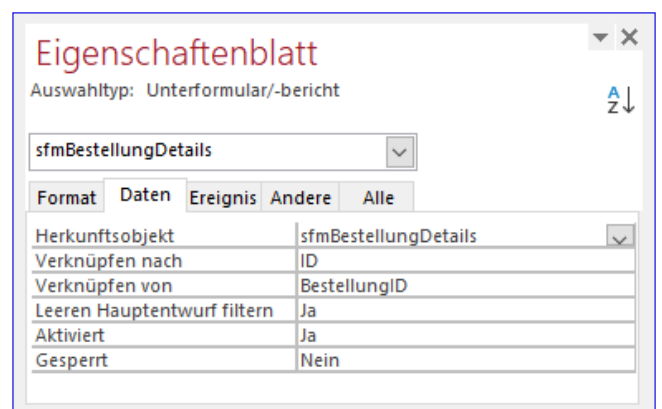 Eigenschaftenblatt
Auswahltyp: Unterformular/-bericht
A
Z
sfmBestellungDetails
Format Daten Ereignis Andere Alle
Herkunftsobjekt sfmBestellungDetails
Verknüpfen nach ID
Verknüpfen von BestellungID
Leeren Hauptentwurf filtern Ja
Aktiviert Ja
Gesperrt Nein